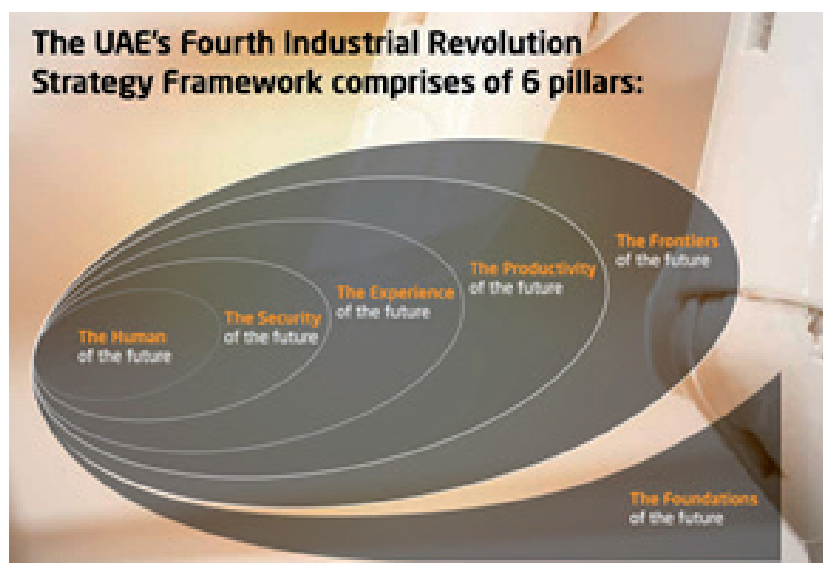 The UAE's Fourth Industrial Revolution
Strategy Framework comprises of 6 pillars:
The Human
of the future
The Security
of the future
The Experience
of the future
The Productivity
of the future
The Frontiers
of the future
The Foundations
of the future